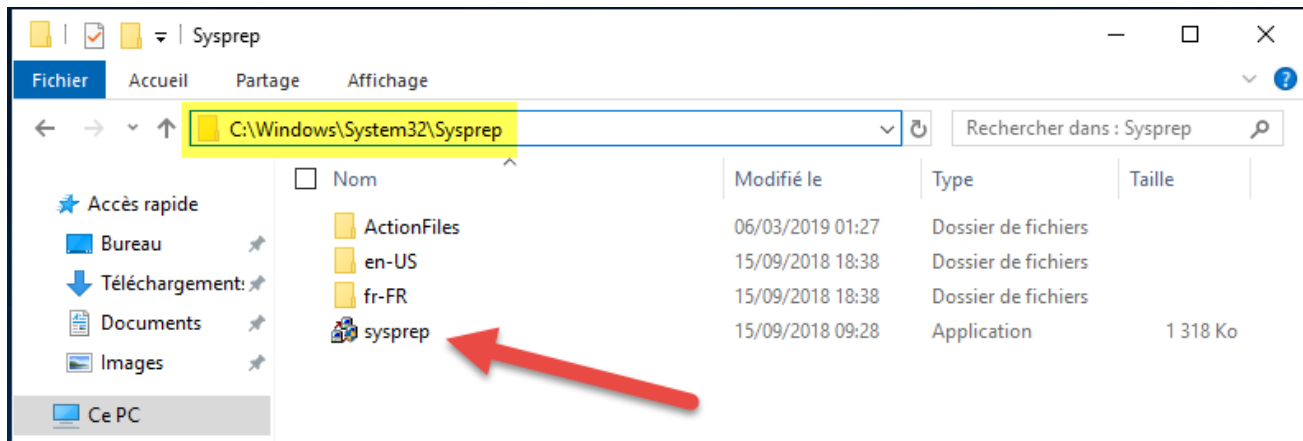 Sysprep
Fichier Accueil Partage Affichage
C:\Windows\System32\Sysprep
Rechercher dans : Sysprep
Nom Modifié le Type Taille
Accès rapide
Bureau
Téléchargement:
Documents
Images
Ce PC
ActionFiles 06/03/2019 01:27 Dossier de fichiers
en-US 15/09/2018 18:38 Dossier de fichiers
fr-FR 15/09/2018 18:38 Dossier de fichiers
sysprep 15/09/2018 09:28 Application 1 318 Ko